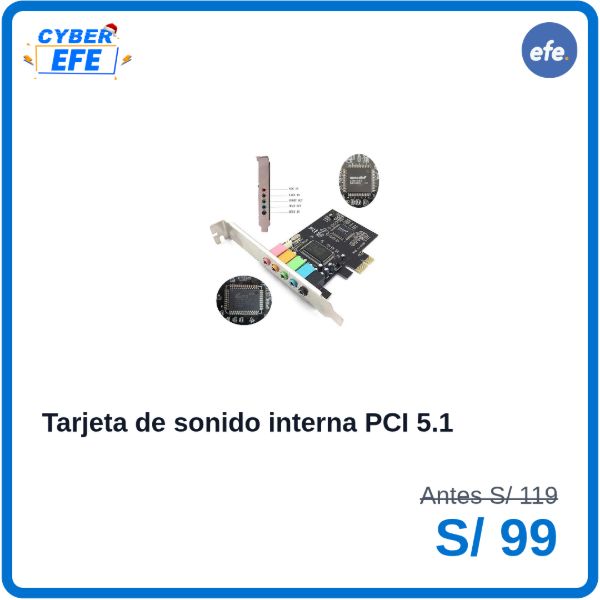 CYBER
EFE
efe.
Tarjeta de sonido interna PCI 5.1
Antes S/ 119
S/ 99